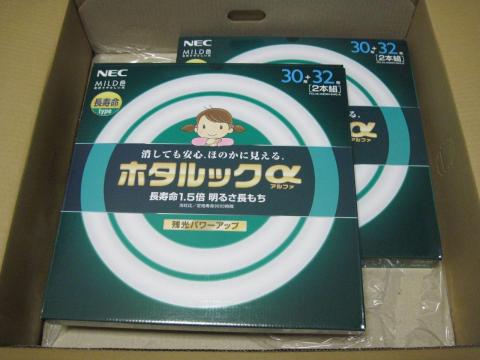 NEC
MILD色
長寿命
type
30形+32形
[2本組]
消しても安心、ほのかに見える。
ホタルックα
アルファ
長寿命1.5倍 明るさ長もち
残光パワーアップ
NEC
MILD色
30形+32形
[2本組]